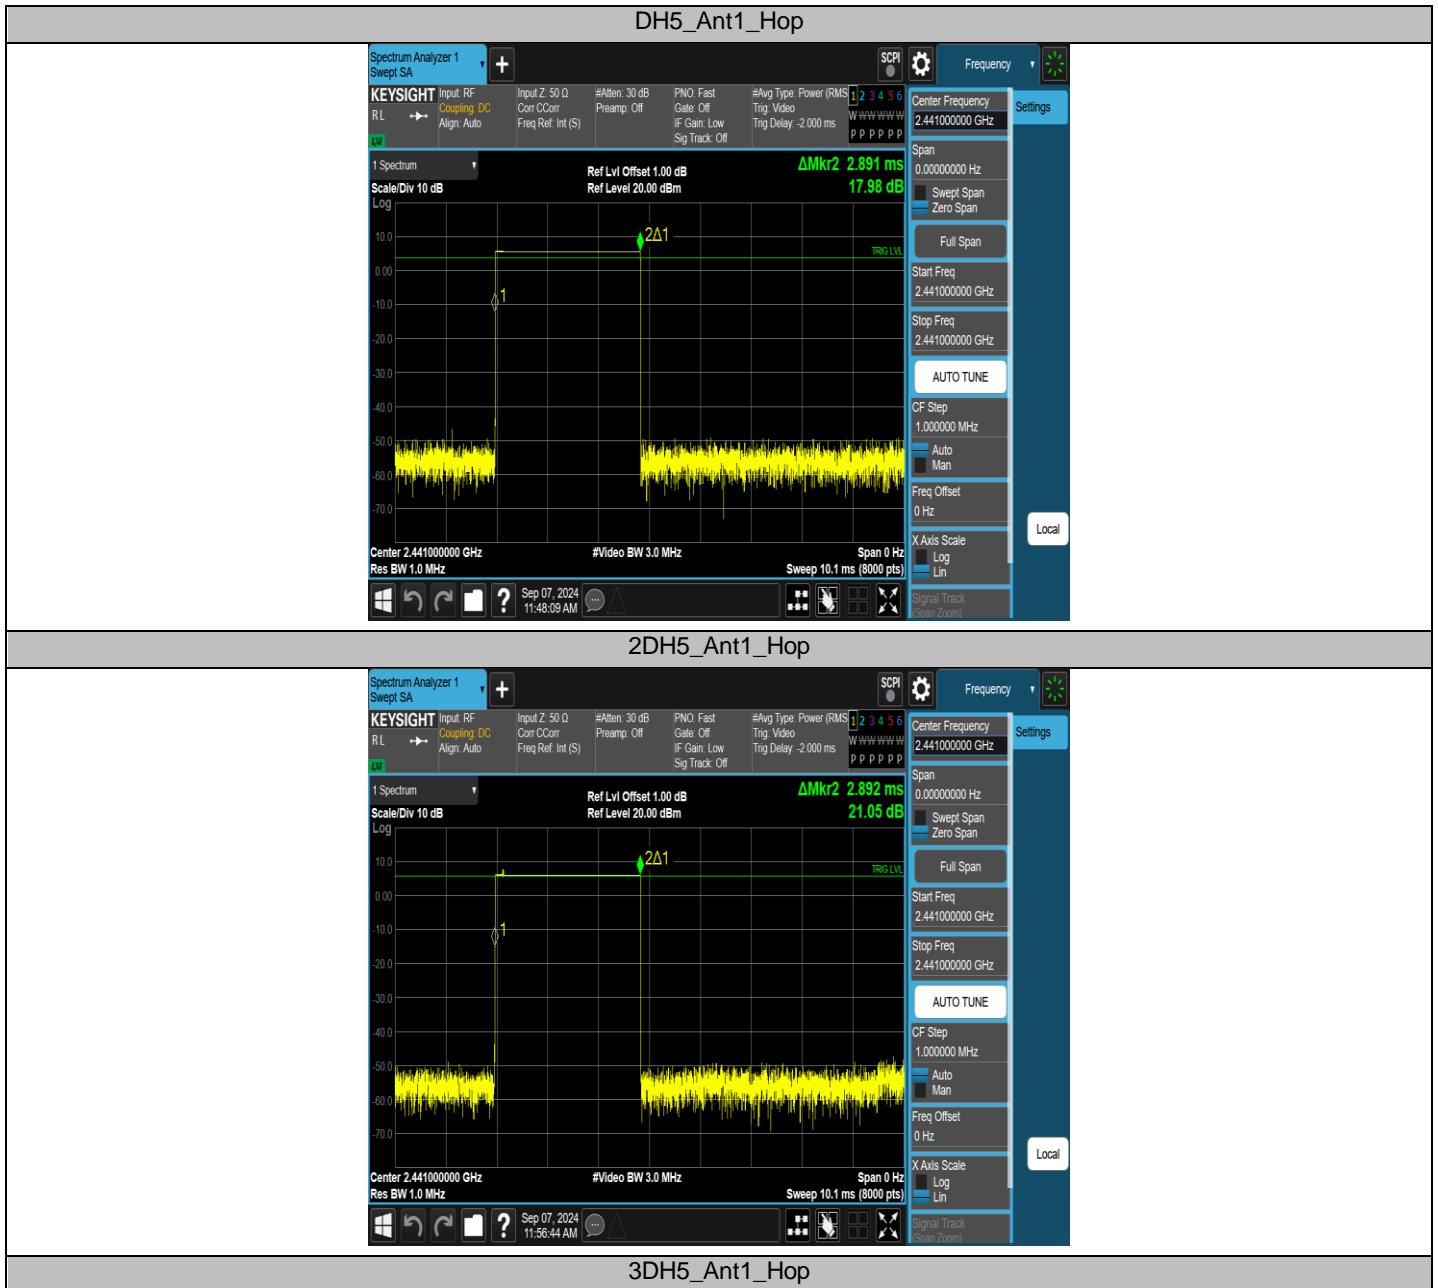 DH5_Ant1_Hop
Spectrum Analyzer 1
Swept SA
+
SCPI
Frequency
KEYSIGHT
RL
LXI
Input: RF
Coupling: DC
Align: Auto
Input Z: 50 Ω
Corr CCorr
Freq Ref: Int (S)
#Atten: 30 dB
Preamp: Off
PNO: Fast
Gate: Off
IF Gain: Low
Sig Track: Off
#Avg Type: Power (RMS
Trig: Video
Trig Delay: -2.000 ms
1 2 3 4 5 6
W W W W W W
P P P P P P
1 Spectrum
Scale/Div 10 dB
Log
Ref Lvl Offset 1.00 dB
Ref Level 20.00 dBm
ΔMkr2 2.891 ms
17.98 dB
10.0
0.00
-10.0
-20.0
-30.0
-40.0
-50.0
-60.0
-70.0
2Δ1
1
TRIG LVL
Center 2.441000000 GHz
Res BW 1.0 MHz
#Video BW 3.0 MHz
Span 0 Hz
Sweep 10.1 ms (8000 pts)
Sep 07, 2024
11:48:09 AM
Center Frequency
2.441000000 GHz
Span
0.00000000 Hz
Swept Span
Zero Span
Full Span
Start Freq
2.441000000 GHz
Stop Freq
2.441000000 GHz
AUTO TUNE
CF Step
1.000000 MHz
Auto
Man
Freq Offset
0 Hz
X Axis Scale
Log
Lin
Signal Track
(Span Zoom)
Settings
Local
2DH5_Ant1_Hop
Spectrum Analyzer 1
Swept SA
+
SCPI
Frequency
KEYSIGHT
RL
LXI
Input: RF
Coupling: DC
Align: Auto
Input Z: 50 Ω
Corr CCorr
Freq Ref: Int (S)
#Atten: 30 dB
Preamp: Off
PNO: Fast
Gate: Off
IF Gain: Low
Sig Track: Off
#Avg Type: Power (RMS
Trig: Video
Trig Delay: -2.000 ms
1 2 3 4 5 6
W W W W W W
P P P P P P
1 Spectrum
Scale/Div 10 dB
Log
Ref Lvl Offset 1.00 dB
Ref Level 20.00 dBm
ΔMkr2 2.892 ms
21.05 dB
10.0
0.00
-10.0
-20.0
-30.0
-40.0
-50.0
-60.0
-70.0
2Δ1
1
TRIG LVL
Center 2.441000000 GHz
Res BW 1.0 MHz
#Video BW 3.0 MHz
Span 0 Hz
Sweep 10.1 ms (8000 pts)
Sep 07, 2024
11:56:44 AM
Center Frequency
2.441000000 GHz
Span
0.00000000 Hz
Swept Span
Zero Span
Full Span
Start Freq
2.441000000 GHz
Stop Freq
2.441000000 GHz
AUTO TUNE
CF Step
1.000000 MHz
Auto
Man
Freq Offset
0 Hz
X Axis Scale
Log
Lin
Signal Track
(Span Zoom)
Settings
Local
3DH5_Ant1_Hop